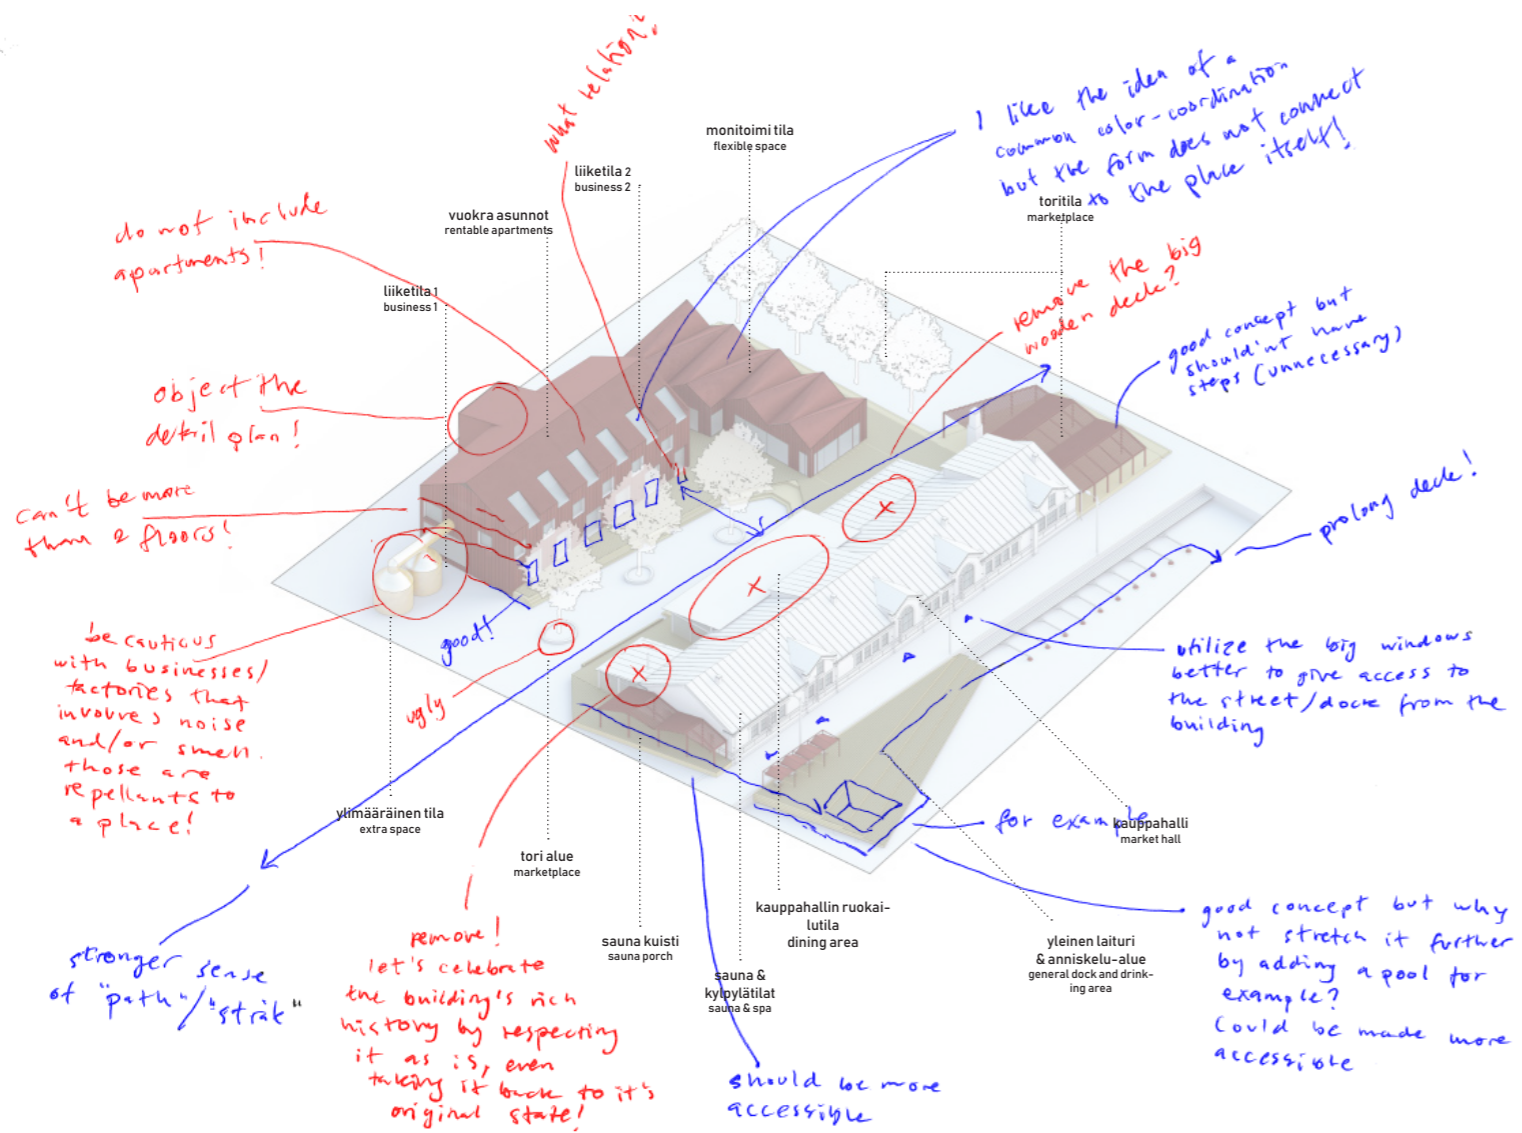 what relation?
I like the idea of a
common color-coordination
but the form does not connect
to the place itself!
monitoimi tila
flexible space
liiketila 2
business 2
toritila
marketplace
do not include
apartments!
vuokra asunnot
rentable apartments
liiketila 1
business 1
remove the big
wooden deck?
good concept but
should'nt have
steps (unnecessary)
object the
detail plan!
can't be more
than 2 floors!
prolong deck!
good!
ugly
be cautious
with businesses/
factories that
involves noise
and/or smell.
those are
repellants to
a place!
utilize the big windows
better to give access to
the street/dock from the
building
ylimääräinen tila
extra space
for example
kauppahalli
market hall
tori alue
marketplace
stronger sense
of "path"/"stråk"
remove!
let's celebrate
the building's rich
history by respecting
it as is, even
taking it back to it's
original state!
sauna kuisti
sauna porch
sauna &
kylpylätilat
sauna & spa
kauppahallin ruokai-
lutila
dining area
yleinen laituri
& anniskelu-alue
general dock and drink-
ing area
good concept but why
not stretch it further
by adding a pool for
example?
Could be made more
accessible
should be more
accessible